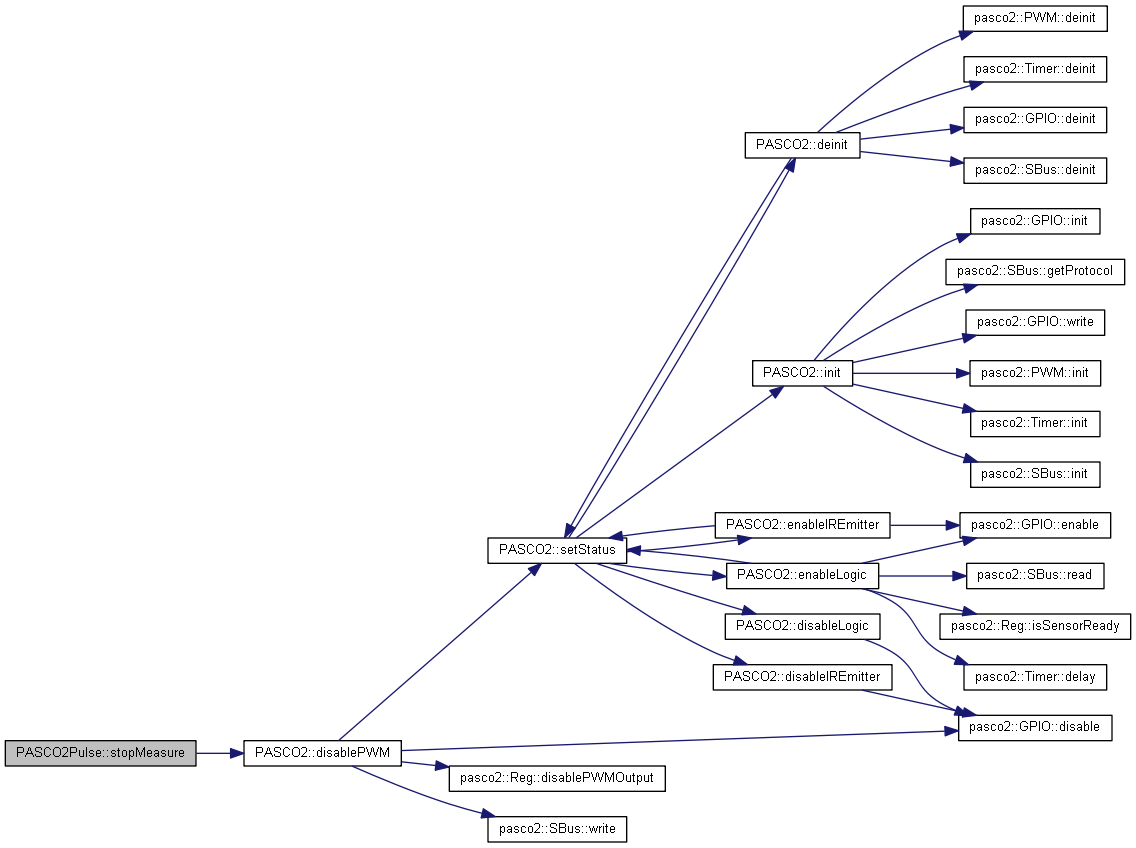 pasco2::PWM::deinit
pasco2::Timer::deinit
pasco2::GPIO::deinit
PASCO2::deinit
pasco2::SBus::deinit
pasco2::GPIO::init
pasco2::SBus::getProtocol
pasco2::GPIO::write
PASCO2::init
pasco2::PWM::init
pasco2::Timer::init
pasco2::SBus::init
PASCO2::enableIREmitter
pasco2::GPIO::enable
PASCO2::setStatus
PASCO2::enableLogic
pasco2::SBus::read
PASCO2::disableLogic
pasco2::Reg::isSensorReady
PASCO2::disableIREmitter
pasco2::Timer::delay
pasco2::GPIO::disable
PASCO2Pulse::stopMeasure
PASCO2::disablePWM
pasco2::Reg::disablePWMOutput
pasco2::SBus::write